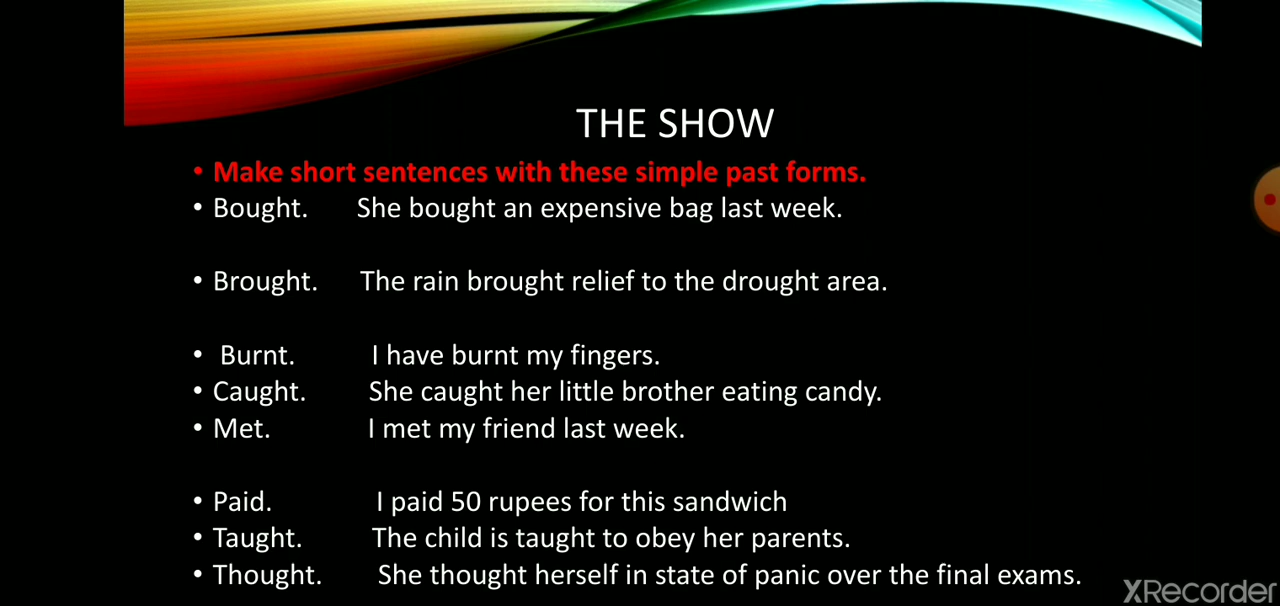 THE SHOW
• Make short sentences with these simple past forms.
• Bought. She bought an expensive bag last week.
• Brought. The rain brought relief to the drought area.
• Burnt. I have burnt my fingers.
• Caught. She caught her little brother eating candy.
• Met. I met my friend last week.
• Paid. I paid 50 rupees for this sandwich
• Taught. The child is taught to obey her parents.
• Thought. She thought herself in state of panic over the final exams.
XRecorder